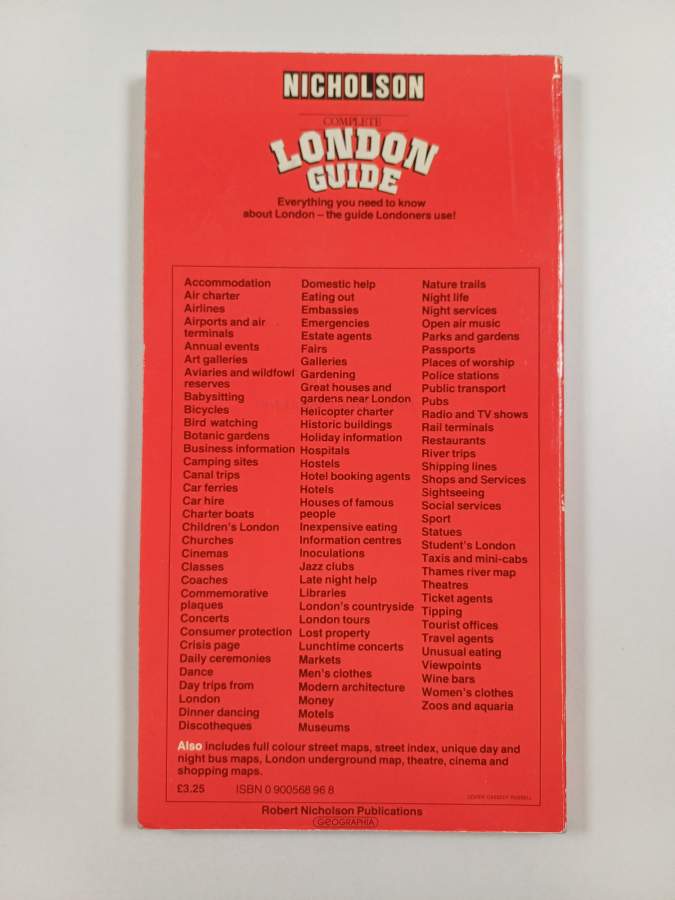 NICHOLSON
COMPLETE
LONDON
GUIDE
Everything you need to know
about London – the guide Londoners use!
Accommodation
Air charter
Airlines
Airports and air
terminals
Annual events
Art galleries
Aviaries and wildfowl
reserves
Babysitting
Bicycles
Bird watching
Botanic gardens
Business information
Camping sites
Canal trips
Car ferries
Car hire
Charter boats
Children's London
Churches
Cinemas
Classes
Coaches
Commemorative
plaques
Concerts
Consumer protection
Crisis page
Daily ceremonies
Dance
Day trips from
London
Dinner dancing
Discotheques
Domestic help
Eating out
Embassies
Emergencies
Estate agents
Fairs
Galleries
Gardening
Great houses and
gardens near London
Helicopter charter
Historic buildings
Holiday information
Hospitals
Hostels
Hotel booking agents
Hotels
Houses of famous
people
Inexpensive eating
Information centres
Inoculations
Jazz clubs
Late night help
Libraries
London's countryside
London tours
Lost property
Lunchtime concerts
Markets
Men's clothes
Modern architecture
Money
Motels
Museums
Nature trails
Night life
Night services
Open air music
Parks and gardens
Passports
Places of worship
Police stations
Public transport
Pubs
Radio and TV shows
Rail terminals
Restaurants
River trips
Shipping lines
Shops and Services
Sightseeing
Social services
Sport
Statues
Student's London
Taxis and mini-cabs
Thames river map
Theatres
Ticket agents
Tipping
Tourist offices
Travel agents
Unusual eating
Viewpoints
Wine bars
Women's clothes
Zoos and aquaria
Also includes full colour street maps, street index, unique day and
night bus maps, London underground map, theatre, cinema and
shopping maps.
£3.25 ISBN 0 900568 96 8
Robert Nicholson Publications
GEOGRAPHIA